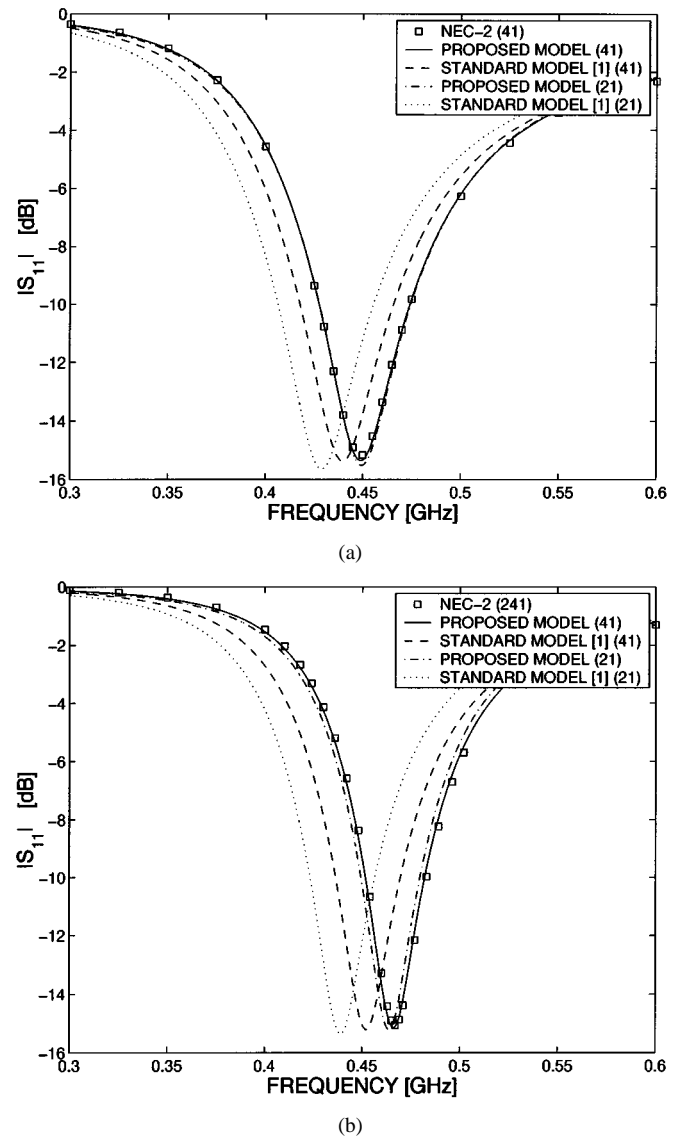 0
-2
-4
-6
-8
-10
-12
-14
-16
|S11| [dB]
NEC-2 (41)
PROPOSED MODEL (41)
STANDARD MODEL [1] (41)
PROPOSED MODEL (21)
STANDARD MODEL [1] (21)
0.3 0.35 0.4 0.45 0.5 0.55 0.6
FREQUENCY [GHz]
(a)
0
-2
-4
-6
-8
-10
-12
-14
-16
|S11| [dB]
NEC-2 (241)
PROPOSED MODEL (41)
STANDARD MODEL [1] (41)
PROPOSED MODEL (21)
STANDARD MODEL [1] (21)
0.3 0.35 0.4 0.45 0.5 0.55 0.6
FREQUENCY [GHz]
(b)